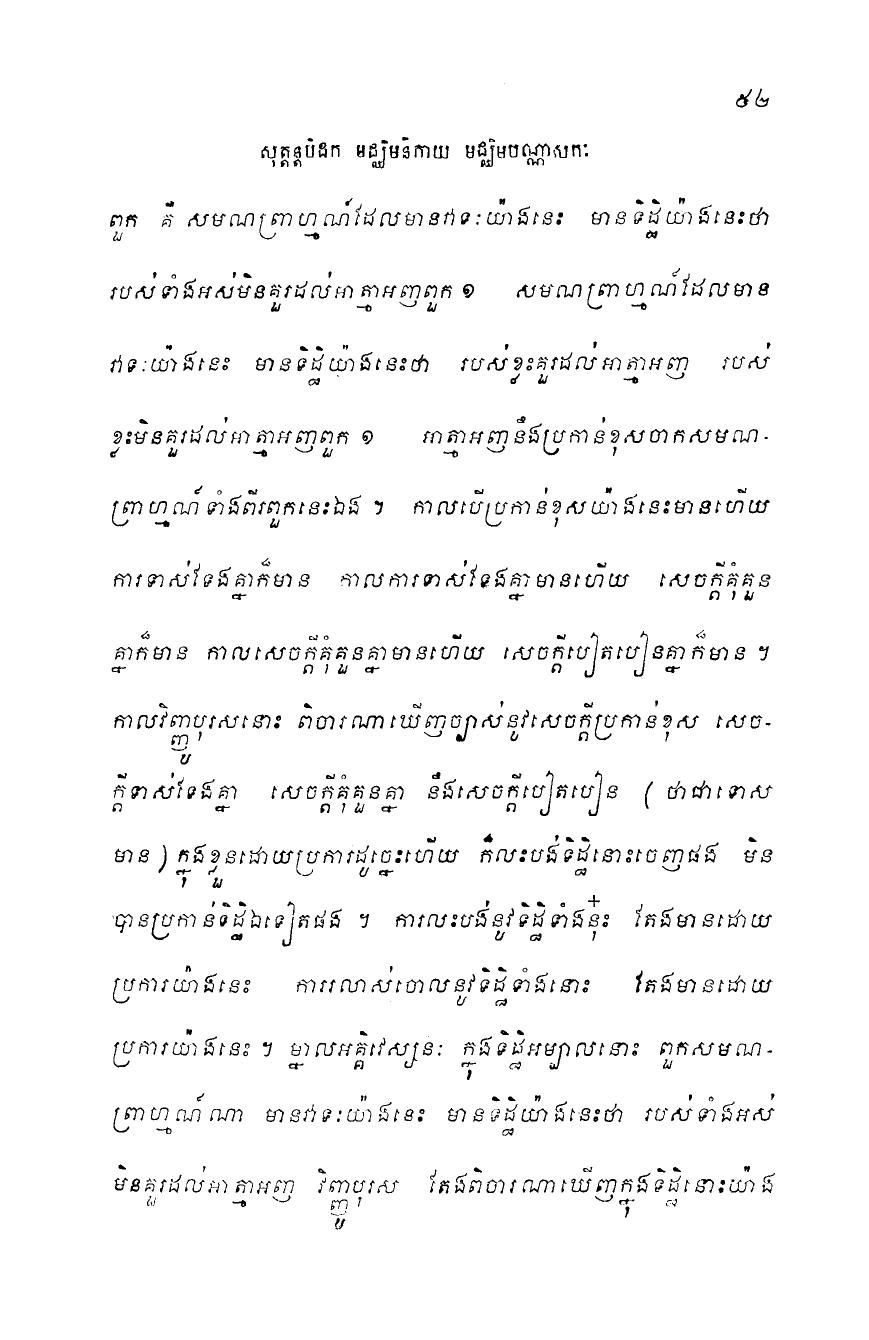 ៥២
សុត្តន្តបិដក មជ្ឈិមនិកាយ មជ្ឈិមបណ្ណាសកៈ
ពួក គឺ សមណព្រាហ្មណ៍ដែលមានវាទៈយ៉ាងនេះ មានទិដ្ឋិយ៉ាងនេះថា
របស់ទាំងអស់មិនគួរដល់អាត្មាអញពួក ១ សមណព្រាហ្មណ៍ដែលមាន
វាទៈយ៉ាងនេះ មានទិដ្ឋិយ៉ាងនេះថា របស់ខ្លះគួរដល់អាត្មាអញ របស់
ខ្លះមិនគួរដល់អាត្មាអញពួក ១ អាត្មាអញនឹងប្រកាន់ខុសចាកសមណ-
ព្រាហ្មណ៍ទាំងពីរពួកនេះឯង ។ កាលបើប្រកាន់ខុសយ៉ាងនេះមានហើយ
ការទាស់ទែងគ្នាក៏មាន កាលការទាស់ទែងគ្នាមានហើយ សេចក្តីគុំគួន
គ្នាក៏មាន កាលសេចក្តីគុំគួនគ្នាមានហើយ សេចក្តីបៀតបៀនគ្នាក៏មាន ។
កាលវិញ្ញូបុរសនោះ ពិចារណាឃើញច្បាស់នូវសេចក្តីប្រកាន់ខុស សេច-
ក្តីទាស់ទែងគ្នា សេចក្តីគុំគួនគ្នា នឹងសេចក្តីបៀតបៀន ( ថាជាទោស
មាន ) ក្នុងខ្លួនដោយប្រការដូច្នេះហើយ ក៏លះបង់ទិដ្ឋិនោះចេញផង មិន
បានប្រកាន់ទិដ្ឋិឯទៀតផង ។ ការលះបង់នូវទិដ្ឋិទាំងនុ៎ះ តែងមានដោយ
ប្រការយ៉ាងនេះ ការរលាស់ចោលនូវទិដ្ឋិទាំងនោះ តែងមានដោយ
ប្រការយ៉ាងនេះ ។ ម្នាលអគ្គិវេស្សនៈ ក្នុងទិដ្ឋិអម្បាលនោះ ពួកសមណ-
ព្រាហ្មណ៍ណា មានវាទៈយ៉ាងនេះ មានទិដ្ឋិយ៉ាងនេះថា របស់ទាំងអស់
មិនគួរដល់អាត្មាអញ វិញ្ញូបុរស តែងពិចារណាឃើញក្នុងទិដ្ឋិនោះយ៉ាង